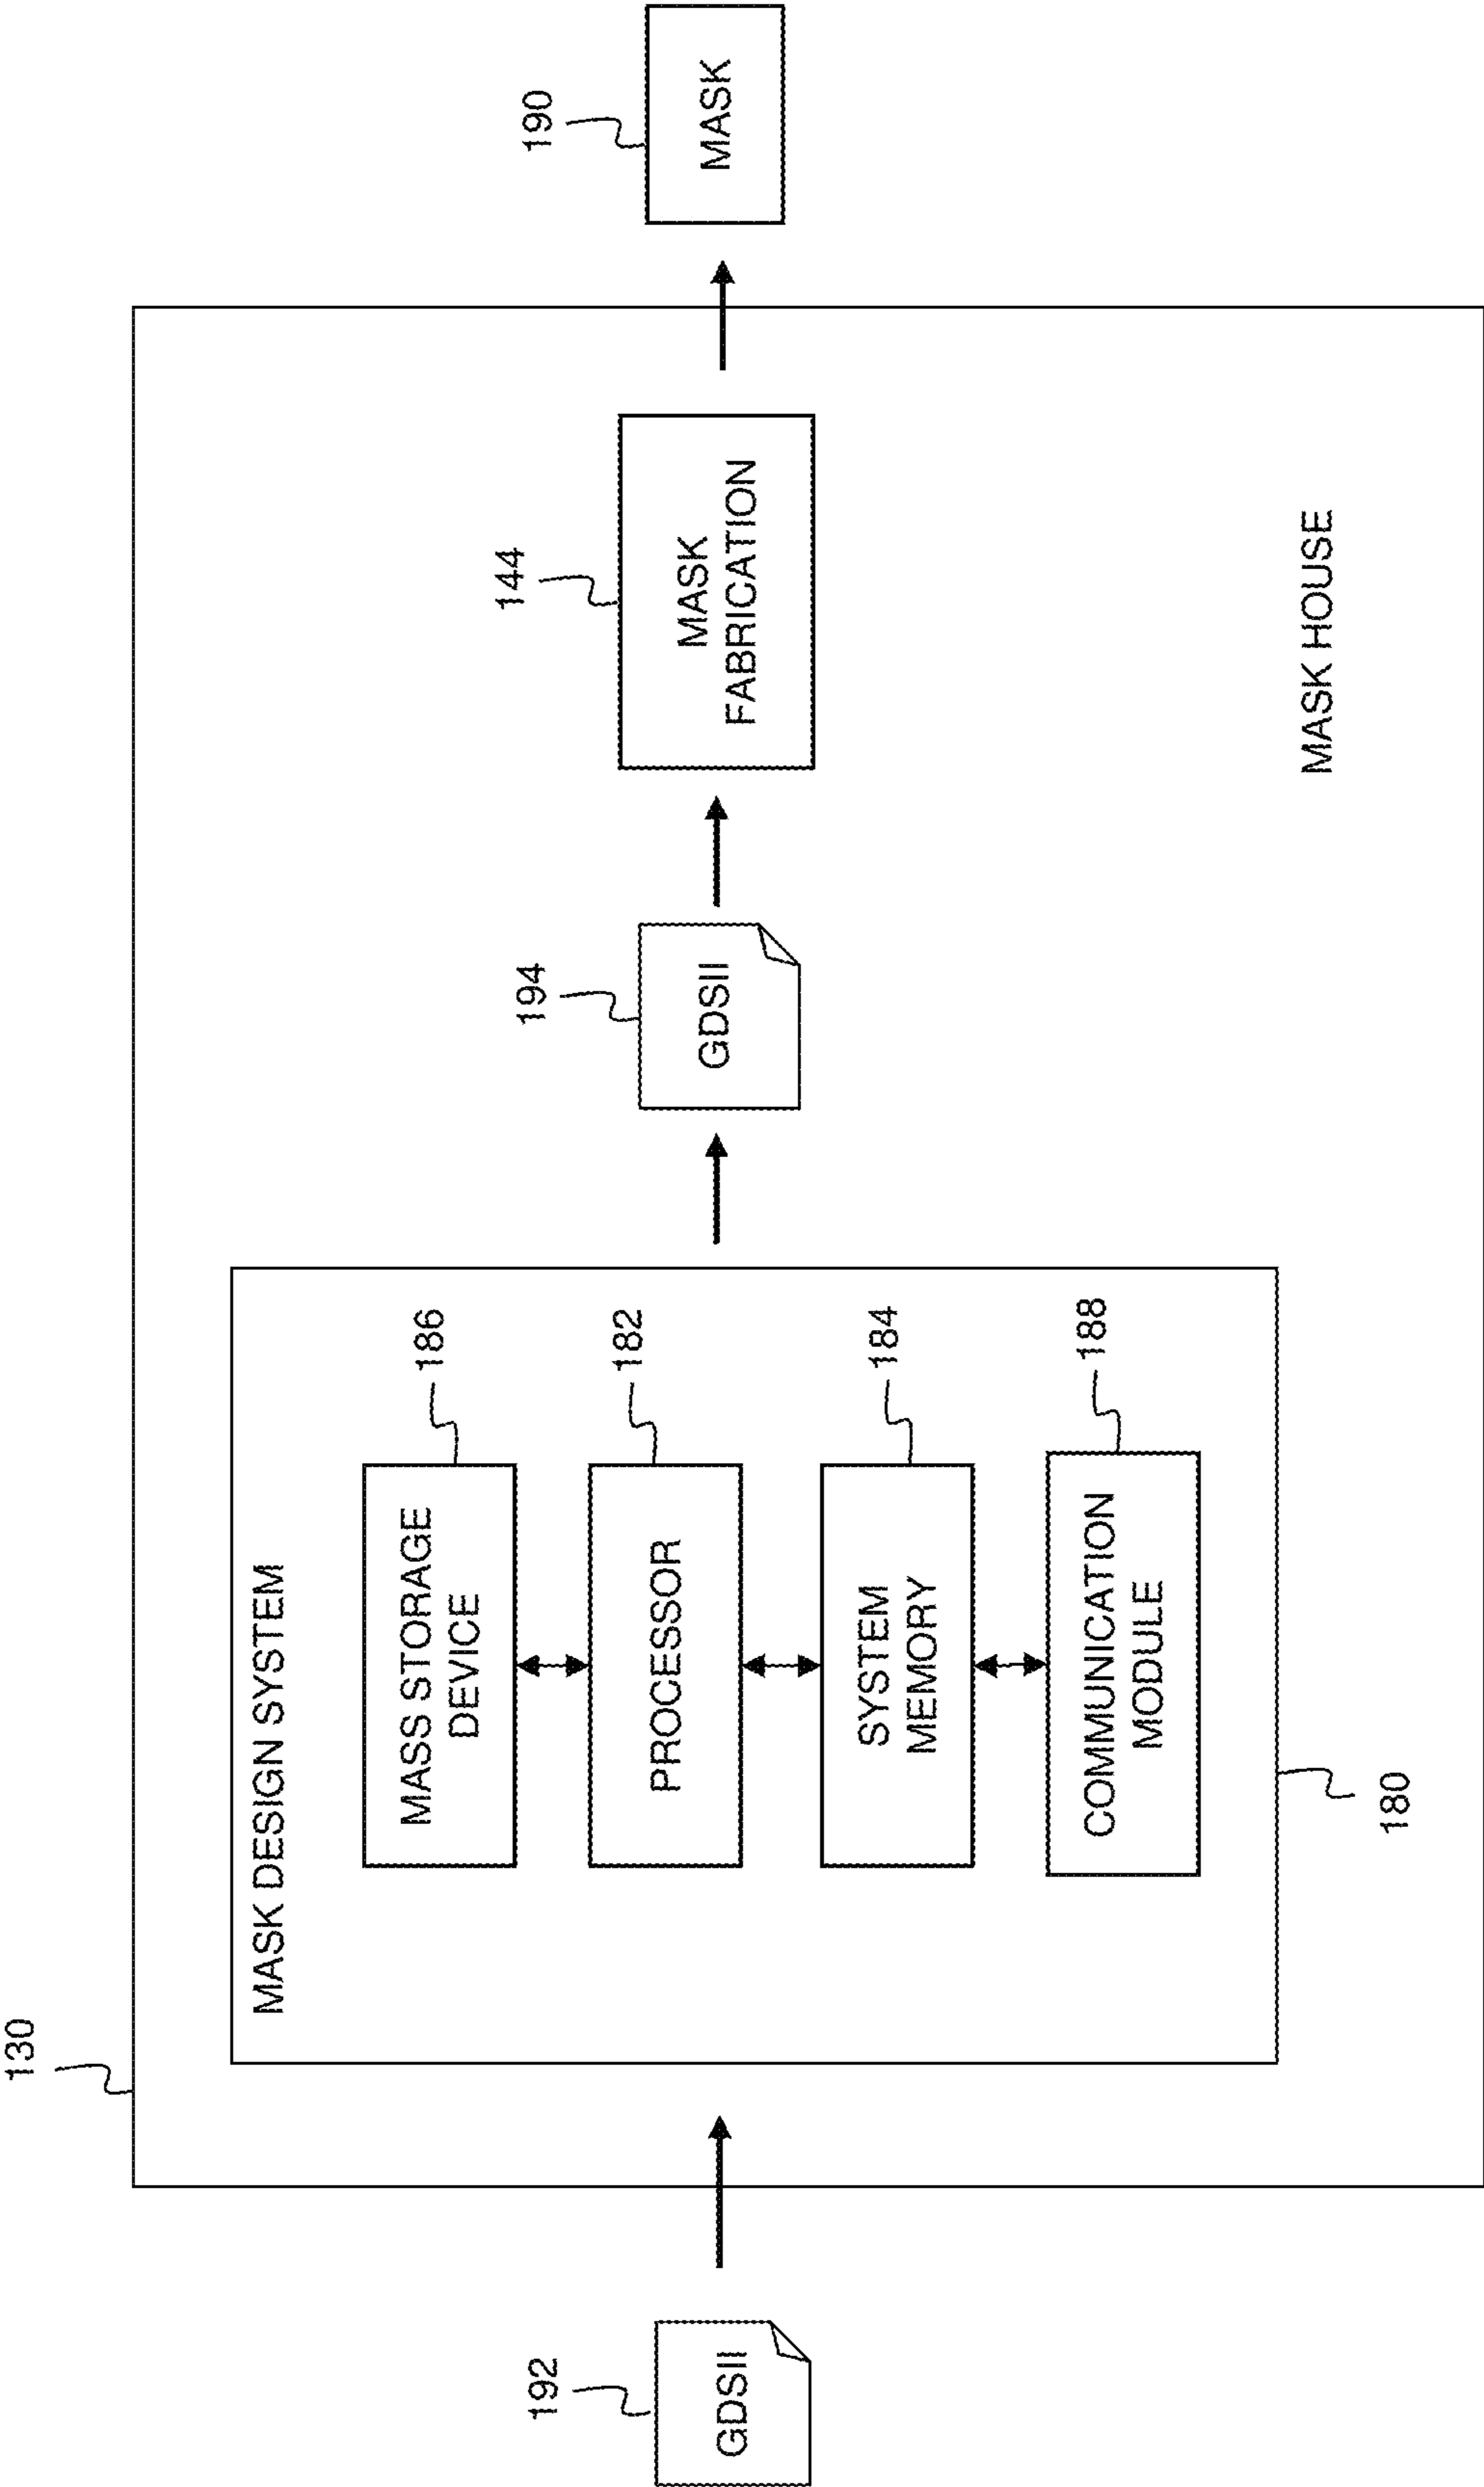 130
MASK DESIGN SYSTEM
MASS STORAGE
DEVICE
186
PROCESSOR
182
SYSTEM
MEMORY
184
COMMUNICATION
MODULE
188
180
192
GDSII
194
GDSII
144
MASK
FABRICATION
190
MASK
MASK HOUSE